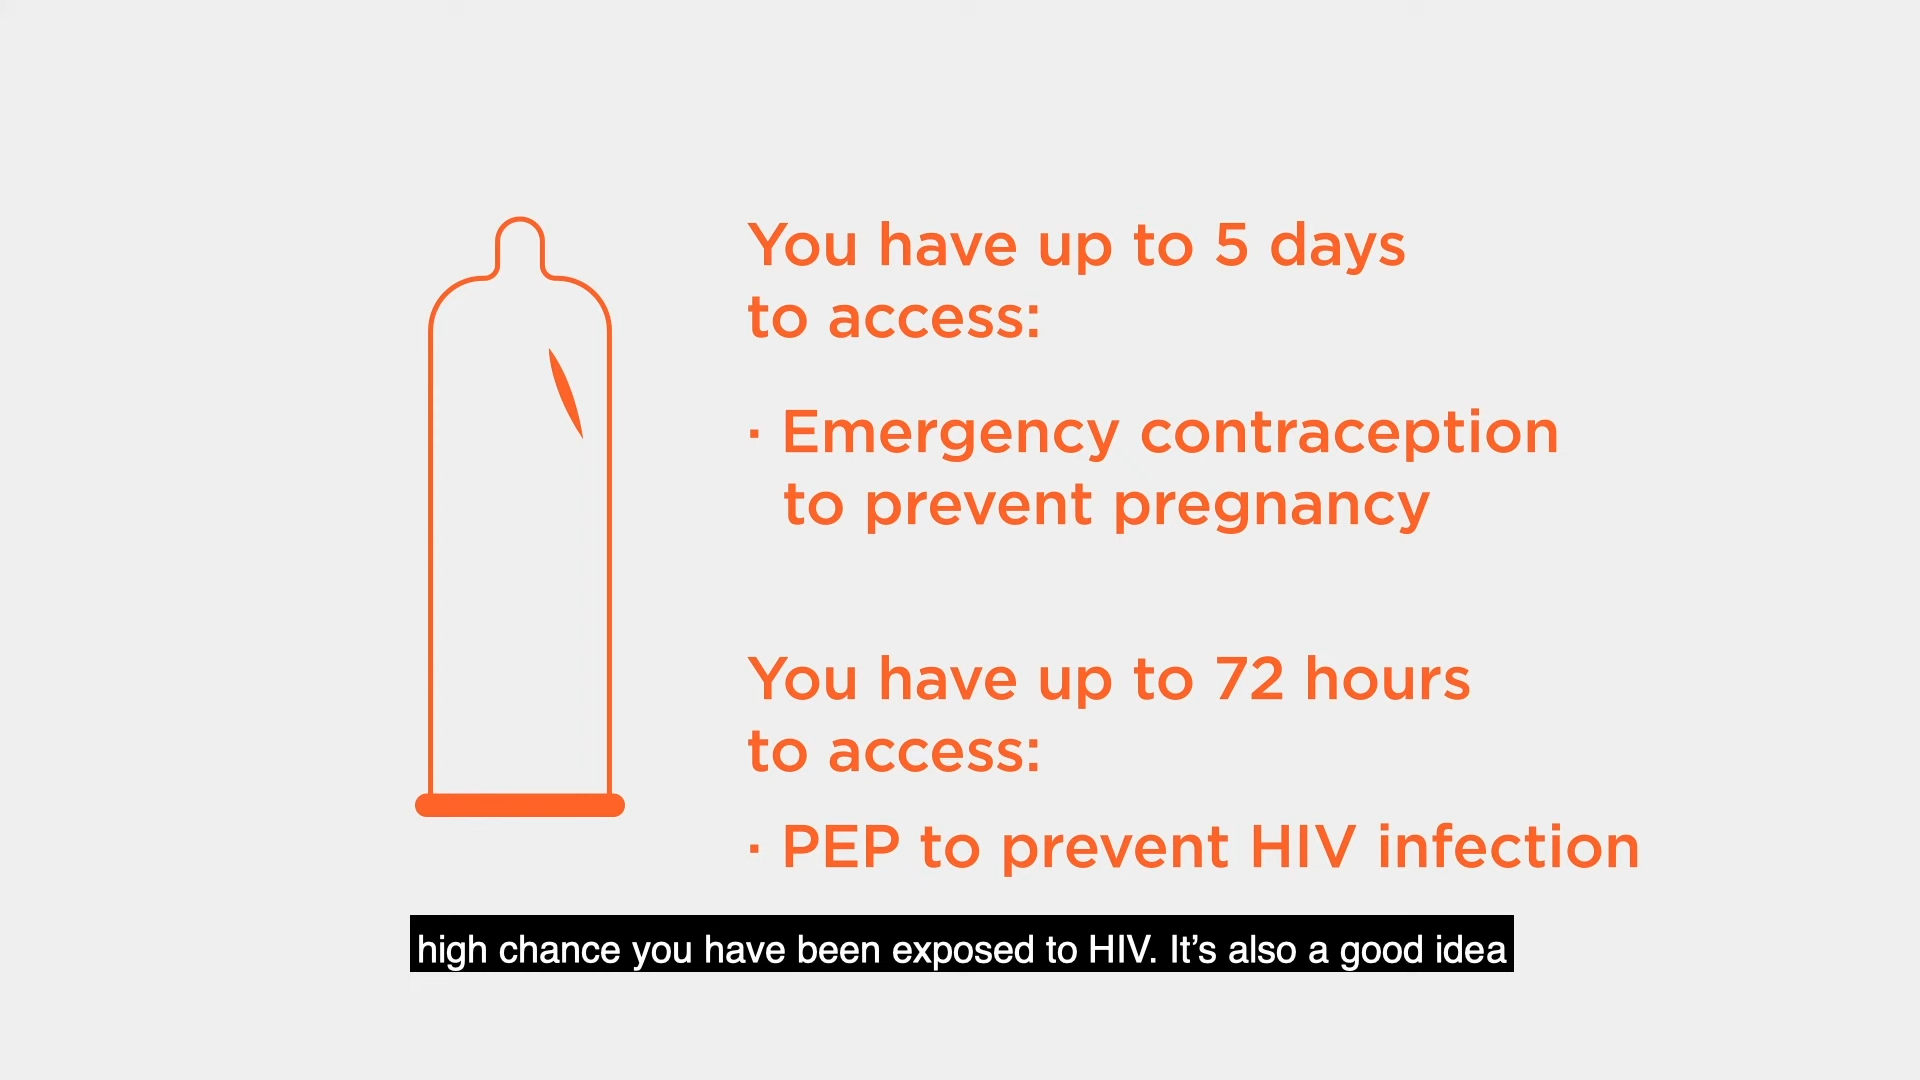 You have up to 5 days
to access:
· Emergency contraception
to prevent pregnancy
You have up to 72 hours
to access:
· PEP to prevent HIV infection
high chance you have been exposed to HIV. It’s also a good idea